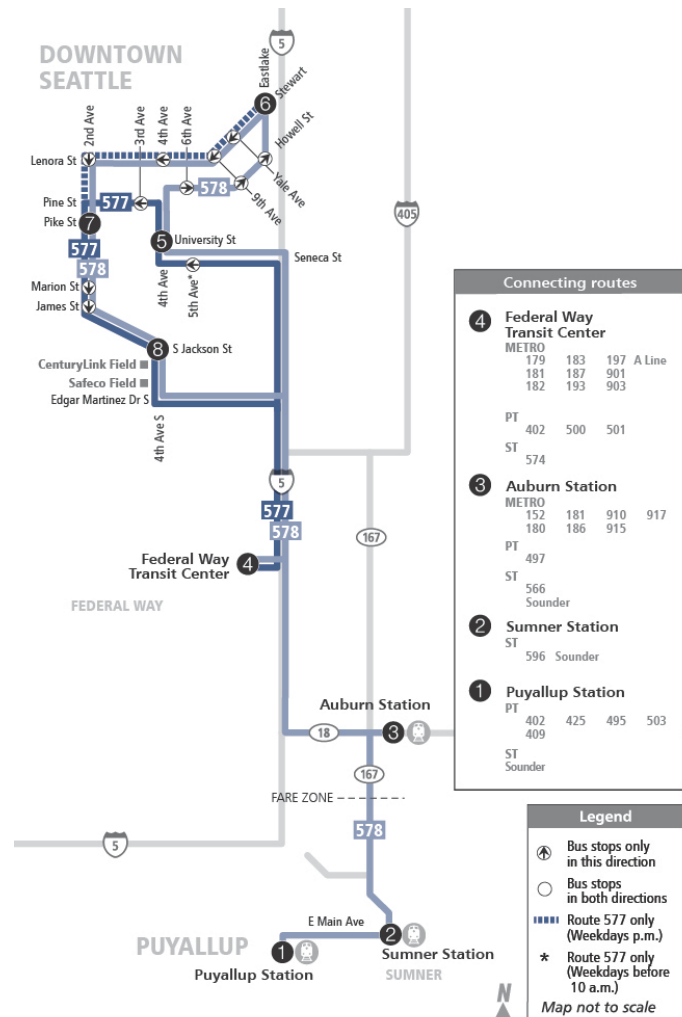 DOWNTOWN
SEATTLE
5
Eastlake
Stewart
6
2nd Ave
3rd Ave
4th Ave
6th Ave
Howell St
Lenora St
Yale Ave
578
9th Ave
Pine St
577
405
Pike St
7
5
University St
577
Seneca St
578
4th Ave
5th Ave*
Marion St
James St
8
S Jackson St
CenturyLink Field
Safeco Field
Edgar Martinez Dr S
4th Ave S
5
577
578
167
Federal Way
Transit Center
4
FEDERAL WAY
Auburn Station
18
3
167
FARE ZONE
578
5
E Main Ave
PUYALLUP
1
2
Sumner Station
Puyallup Station
SUMNER
Connecting routes
4 Federal Way
Transit Center
METRO
179 183 197 A Line
181 187 901
182 193 903
PT
402 500 501
ST
574
3 Auburn Station
METRO
152 181 910 917
180 186 915
PT
497
ST
566
Sounder
2 Sumner Station
ST
596 Sounder
1 Puyallup Station
PT
402 425 495 503
409
ST
Sounder
Legend
Bus stops only
in this direction
Bus stops
in both directions
Route 577 only
(Weekdays p.m.)
* Route 577 only
(Weekdays before
10 a.m.)
N
Map not to scale